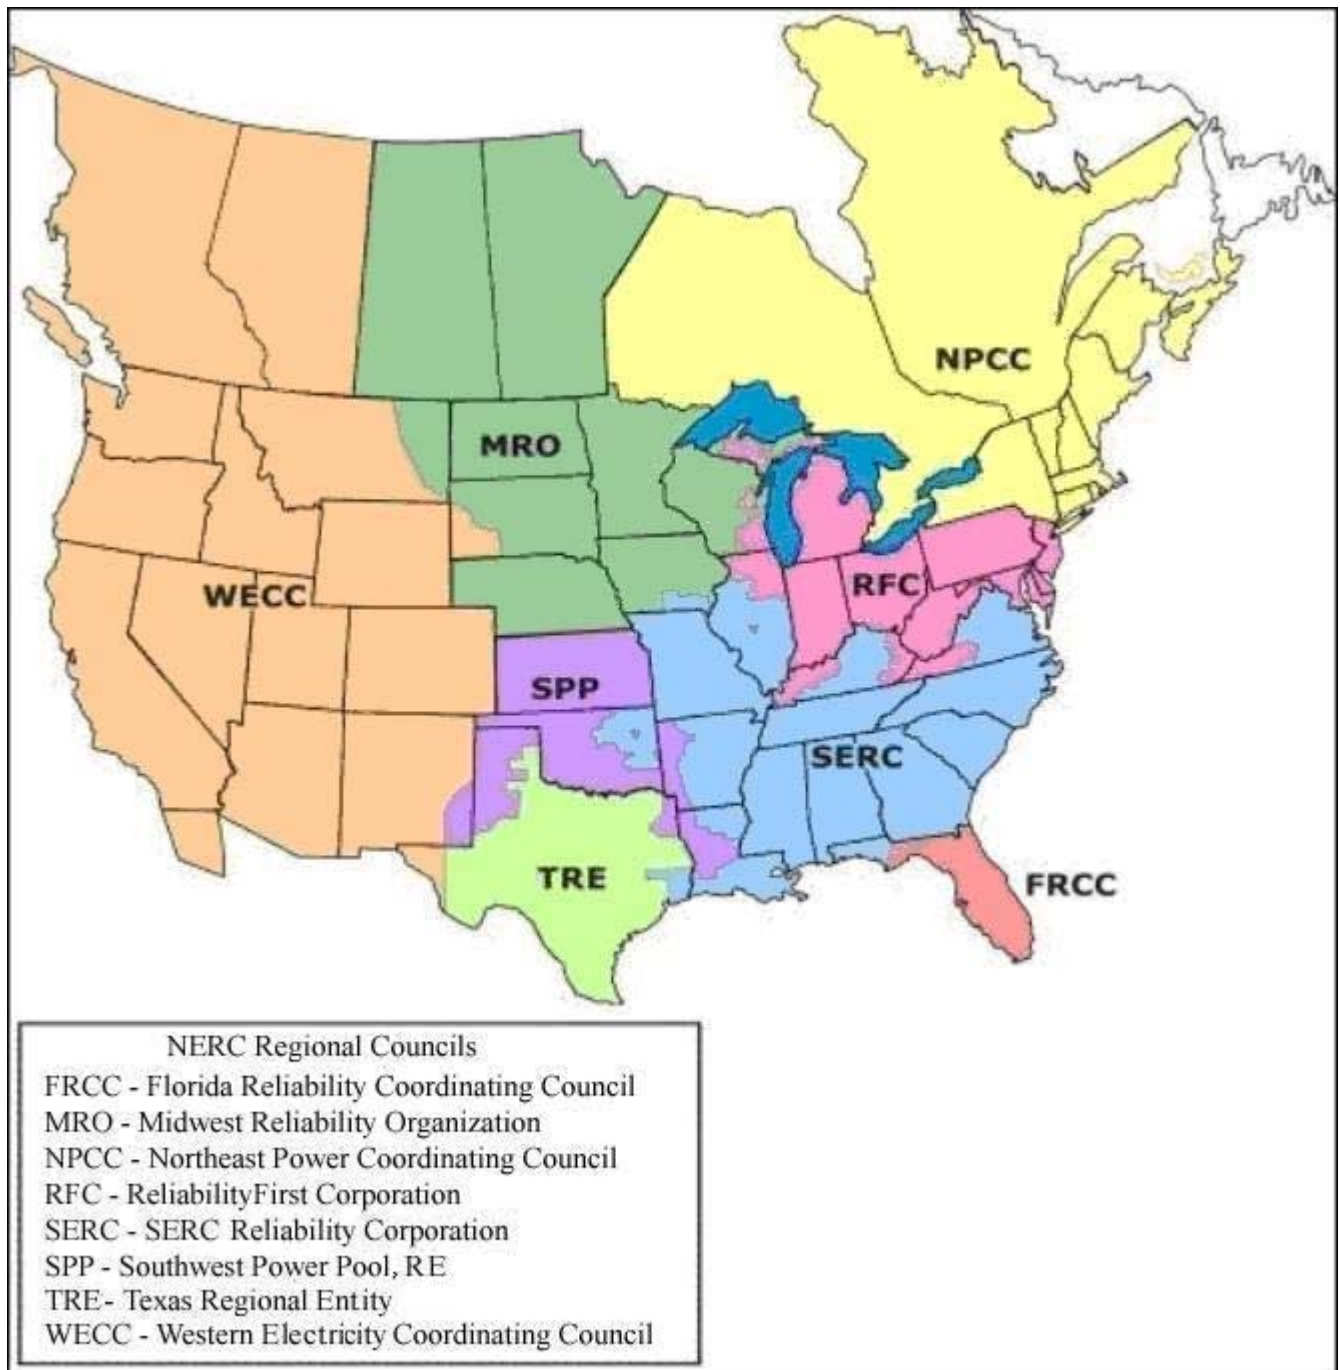 NPCC
MRO
RFC
WECC
SPP
SERC
TRE
FRCC
NERC Regional Councils
FRCC - Florida Reliability Coordinating Council
MRO - Midwest Reliability Organization
NPCC - Northeast Power Coordinating Council
RFC - ReliabilityFirst Corporation
SERC - SERC Reliability Corporation
SPP - Southwest Power Pool, RE
TRE- Texas Regional Entity
WECC - Western Electricity Coordinating Council